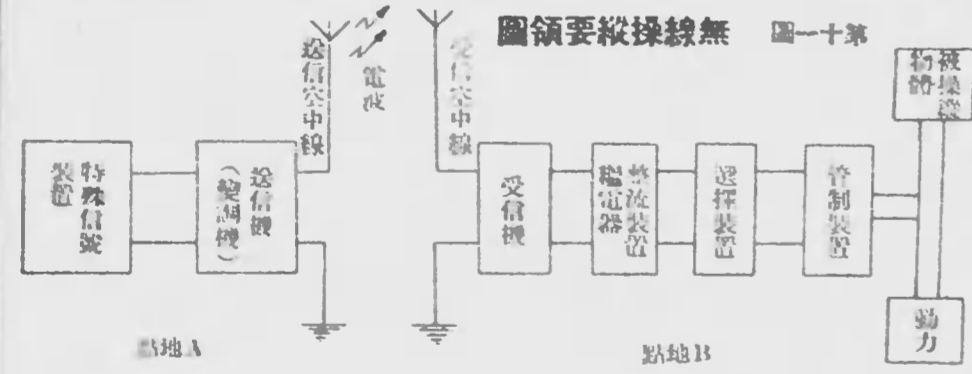 第十一圖
無線操縱要領圖
特殊信號
裝置
送信機
(變調機)
送信空中線
電波
受信空中線
受信機
整流裝置
繼電器
選擇裝置
管制裝置
被操縱
物體
動力
A地點
B地點